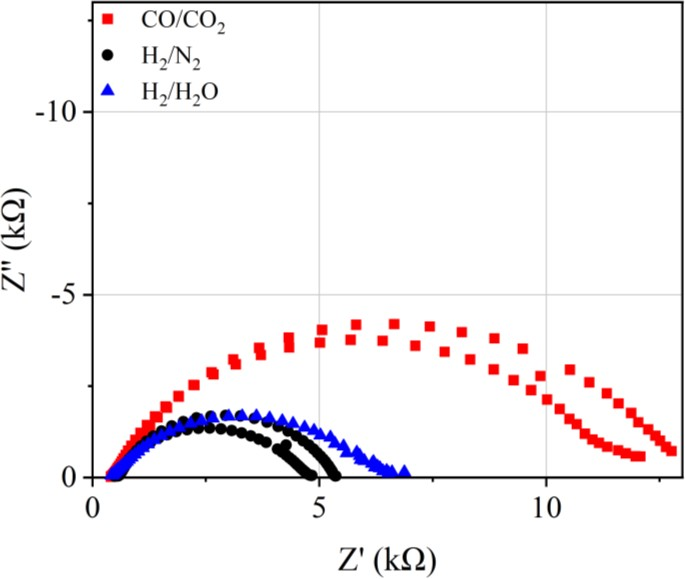 CO/CO₂
H₂/N₂
H₂/H₂O
-10
-5
0
0 5 10
Z'' (kΩ)
Z' (kΩ)